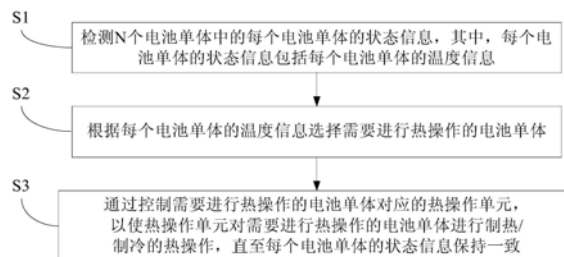 S1
检测N个电池单体中的每个电池单体的状态信息，其中，每个电
池单体的状态信息包括每个电池单体的温度信息
S2
根据每个电池单体的温度信息选择需要进行热操作的电池单体
S3
通过控制需要进行热操作的电池单体对应的热操作单元，
以使热操作单元对需要进行热操作的电池单体进行制热/
制冷的热操作，直至每个电池单体的状态信息保持一致